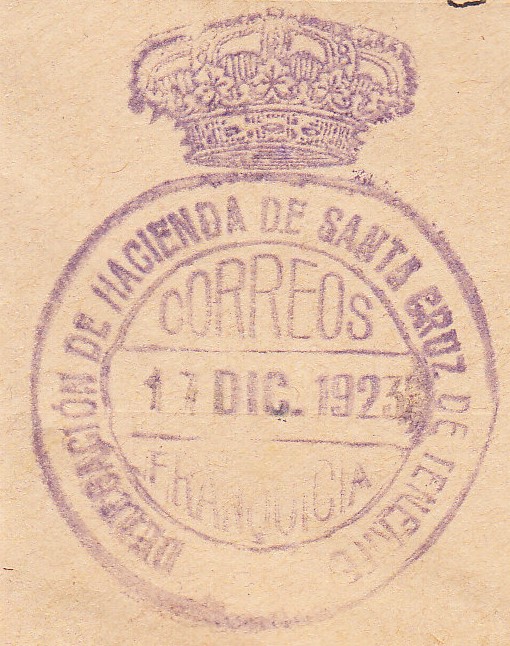 DELEGACIÓN DE HACIENDA DE SANTA CRUZ DE TENERIFE
CORREOS
17 DIC. 1923
FRANQUICIA